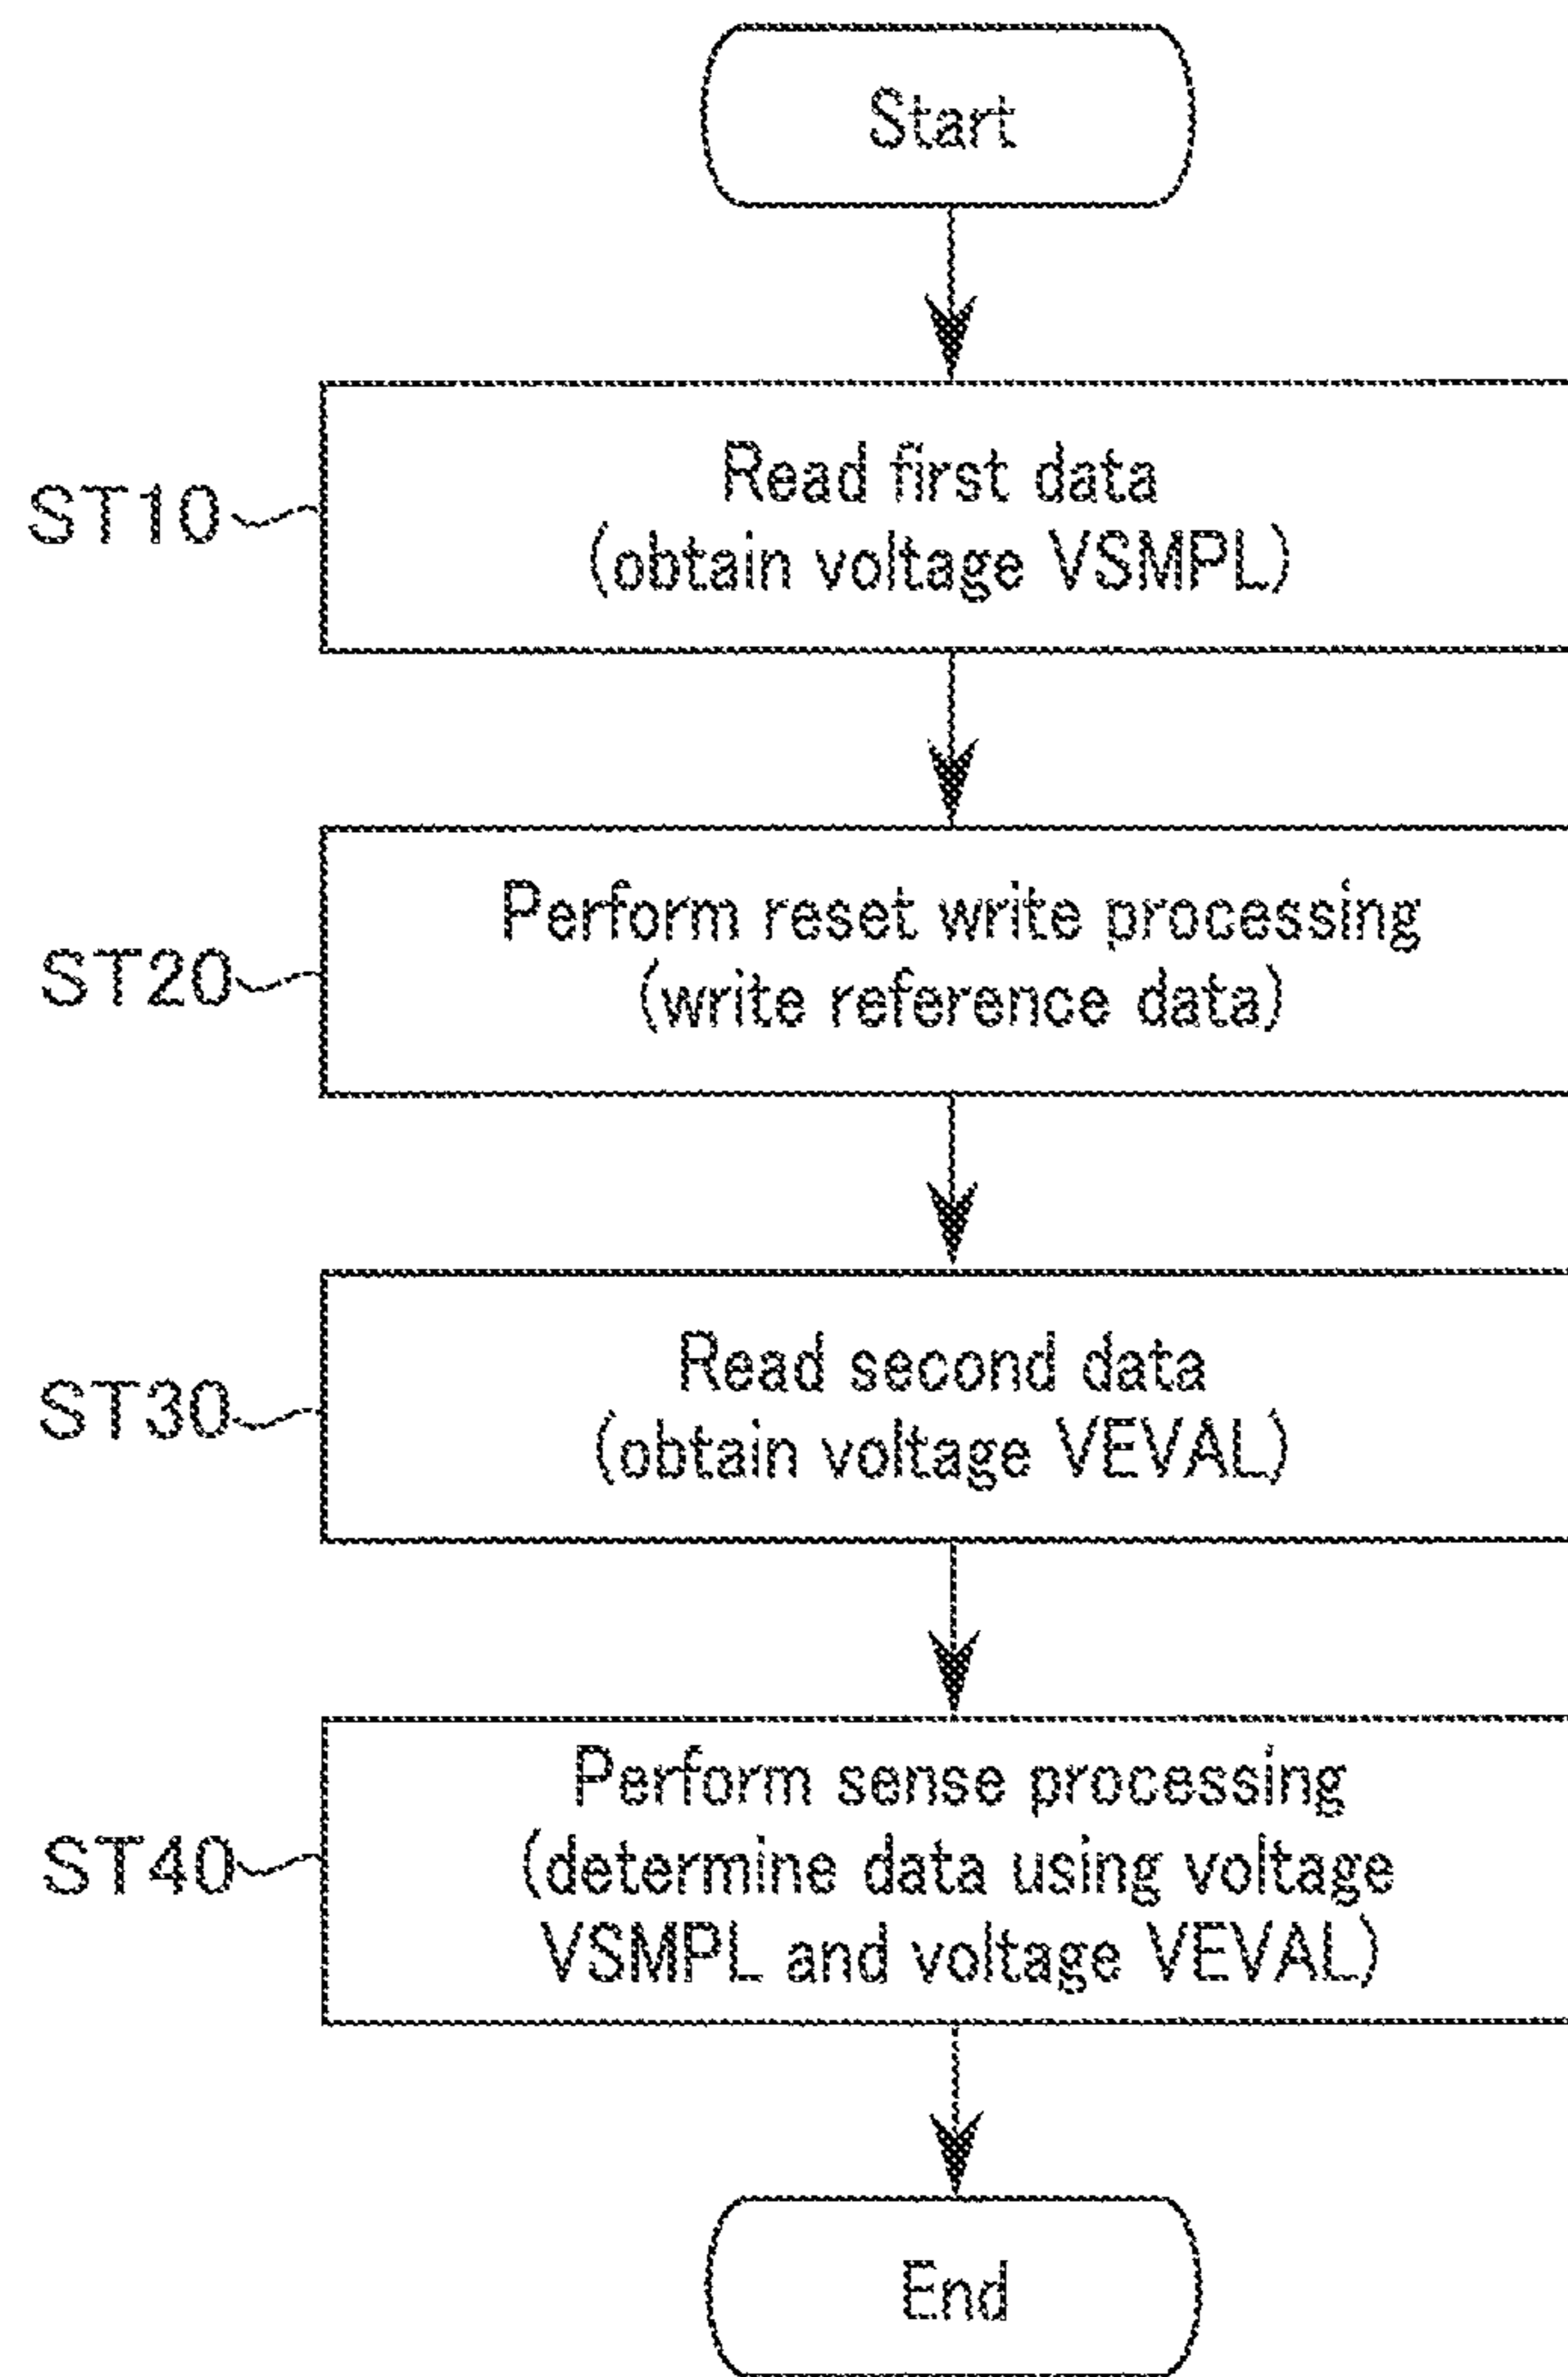 Start
ST10
Read first data
(obtain voltage VSMPL)
ST20
Perform reset write processing
(write reference data)
ST30
Read second data
(obtain voltage VEVAL)
ST40
Perform sense processing
(determine data using voltage
VSMPL and voltage VEVAL)
End